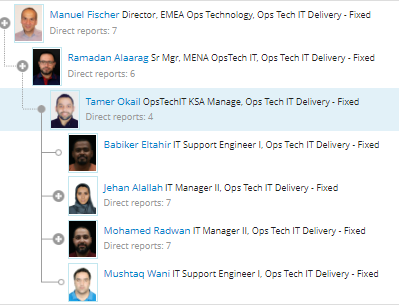 Manuel Fischer Director, EMEA Ops Technology, Ops Tech IT Delivery - Fixed
Direct reports: 7
Ramadan Alaarag Sr Mgr, MENA OpsTech IT, Ops Tech IT Delivery - Fixed
Direct reports: 6
Tamer Okail OpsTechIT KSA Manage, Ops Tech IT Delivery - Fixed
Direct reports: 4
Babiker Eltahir IT Support Engineer I, Ops Tech IT Delivery - Fixed
Jehan Alallah IT Manager II, Ops Tech IT Delivery - Fixed
Direct reports: 7
Mohamed Radwan IT Manager II, Ops Tech IT Delivery - Fixed
Direct reports: 7
Mushtaq Wani IT Support Engineer I, Ops Tech IT Delivery - Fixed